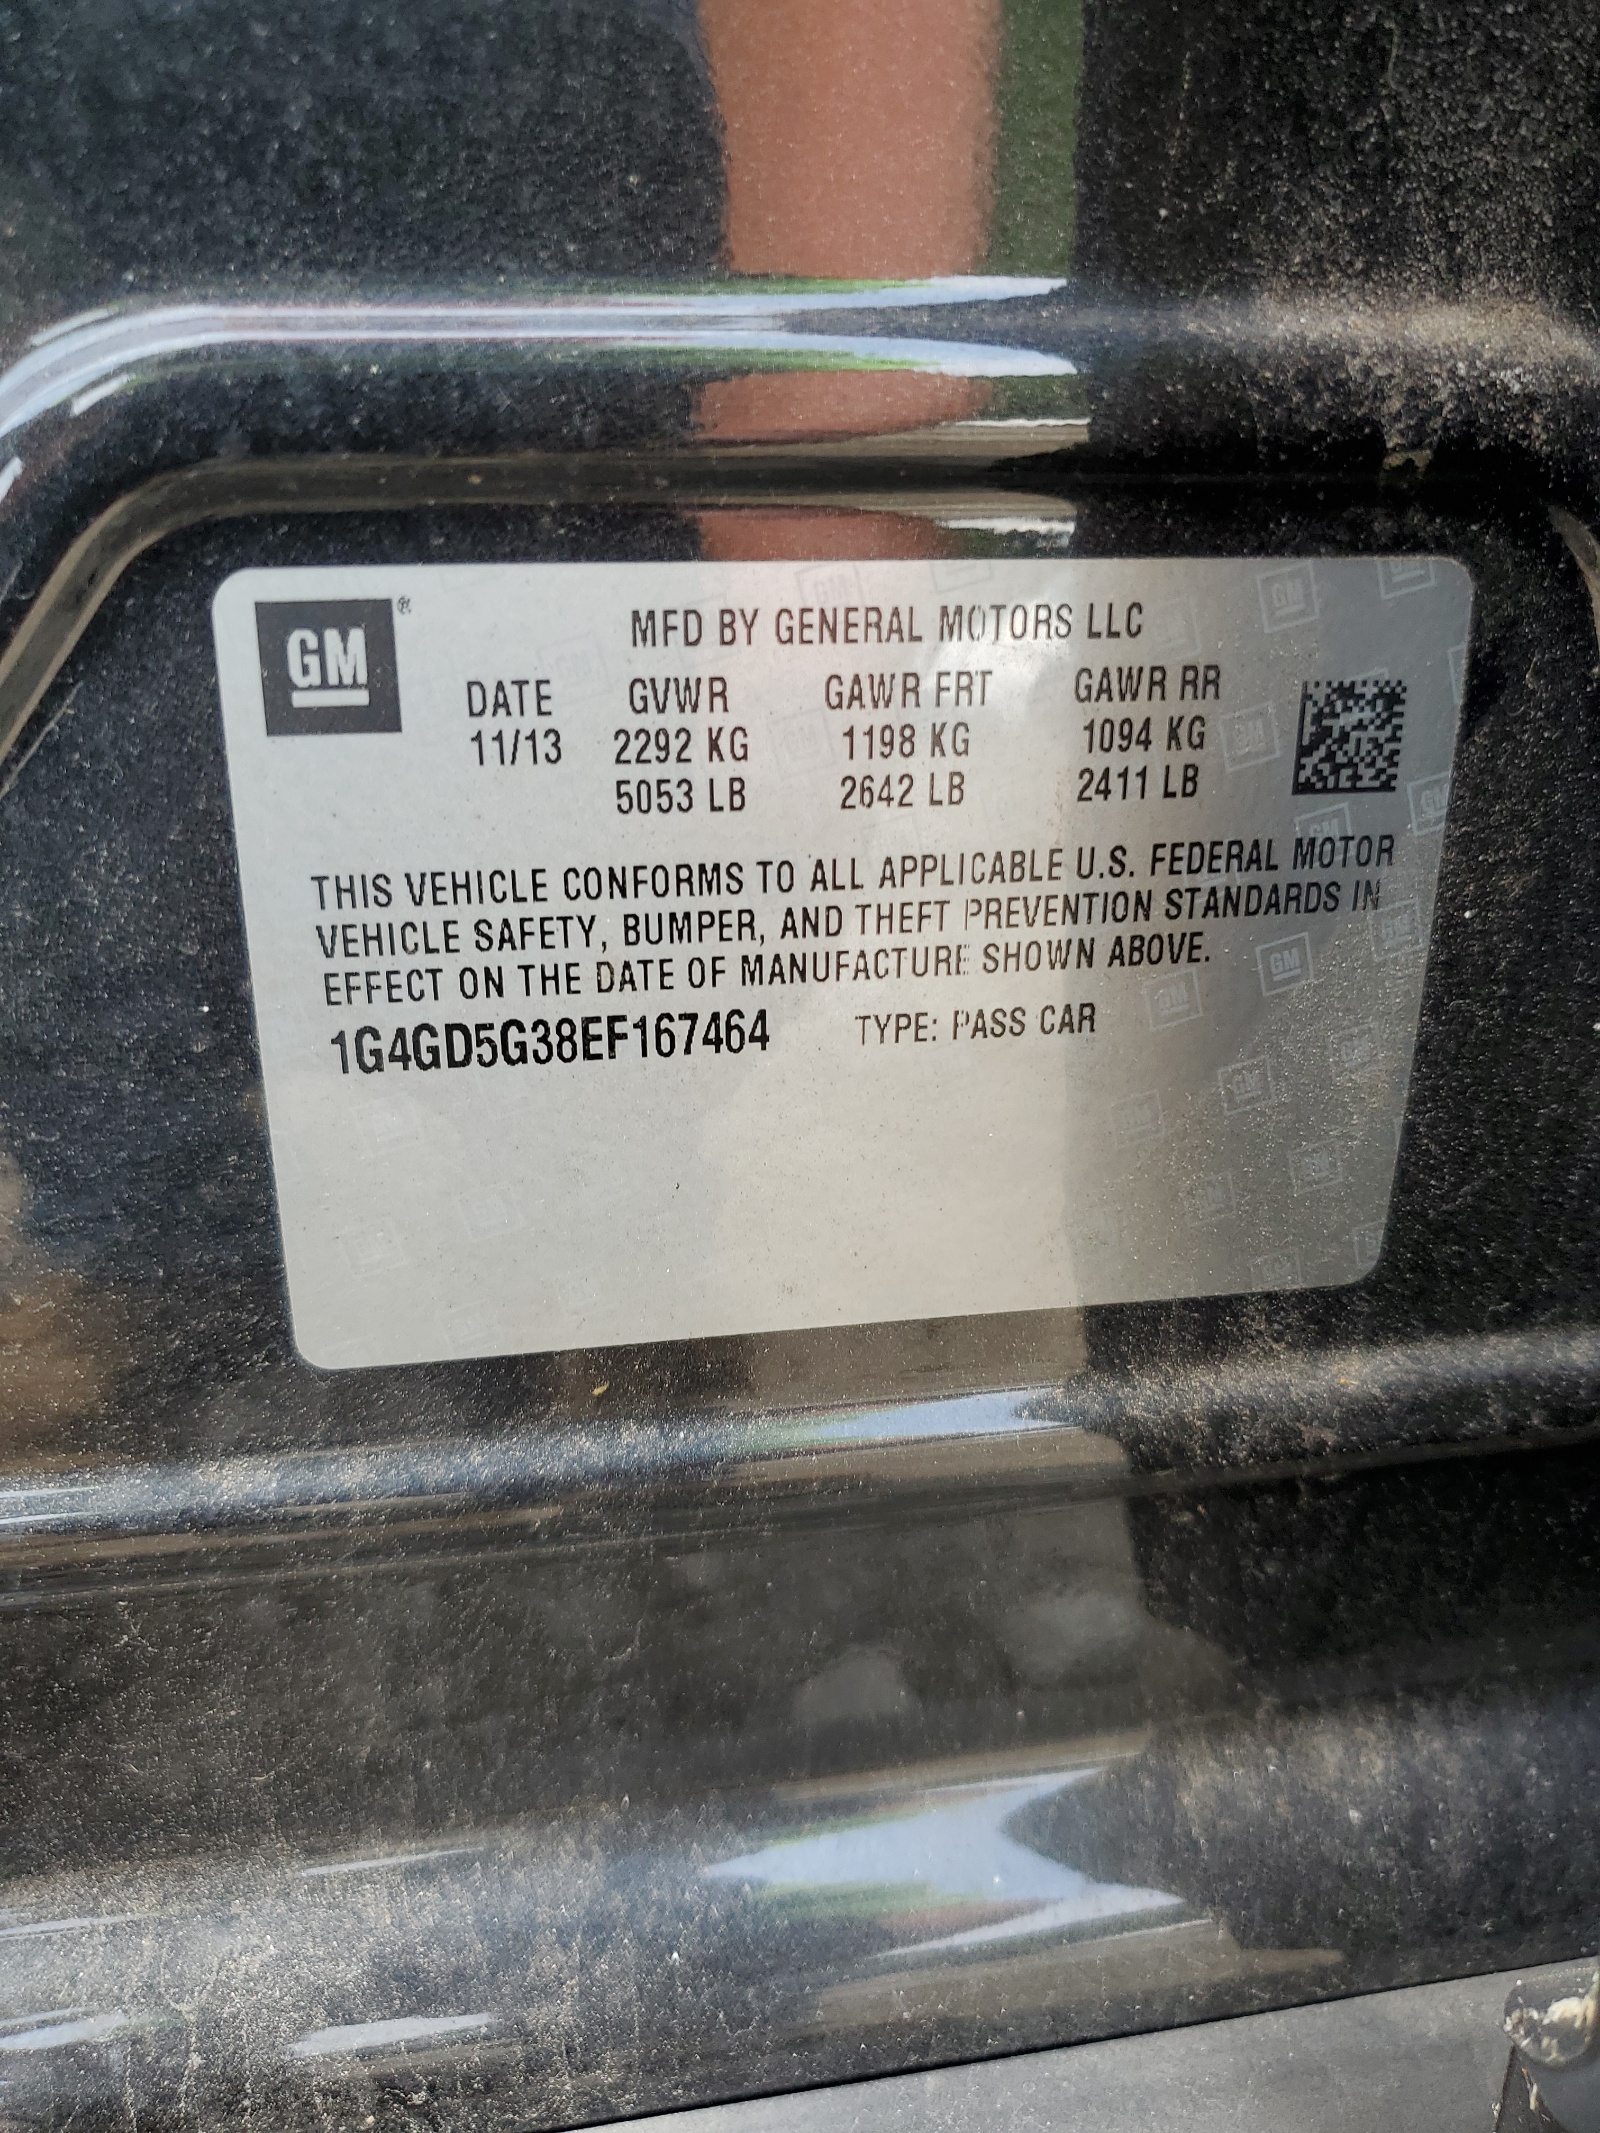 GM®
MFD BY GENERAL MOTORS LLC
DATE GVWR GAWR FRT GAWR RR
11/13 2292 KG 1198 KG 1094 KG
5053 LB 2642 LB 2411 LB
THIS VEHICLE CONFORMS TO ALL APPLICABLE U.S. FEDERAL MOTOR
VEHICLE SAFETY, BUMPER, AND THEFT PREVENTION STANDARDS IN
EFFECT ON THE DATE OF MANUFACTURE SHOWN ABOVE.
1G4GD5G38EF167464 TYPE: PASS CAR